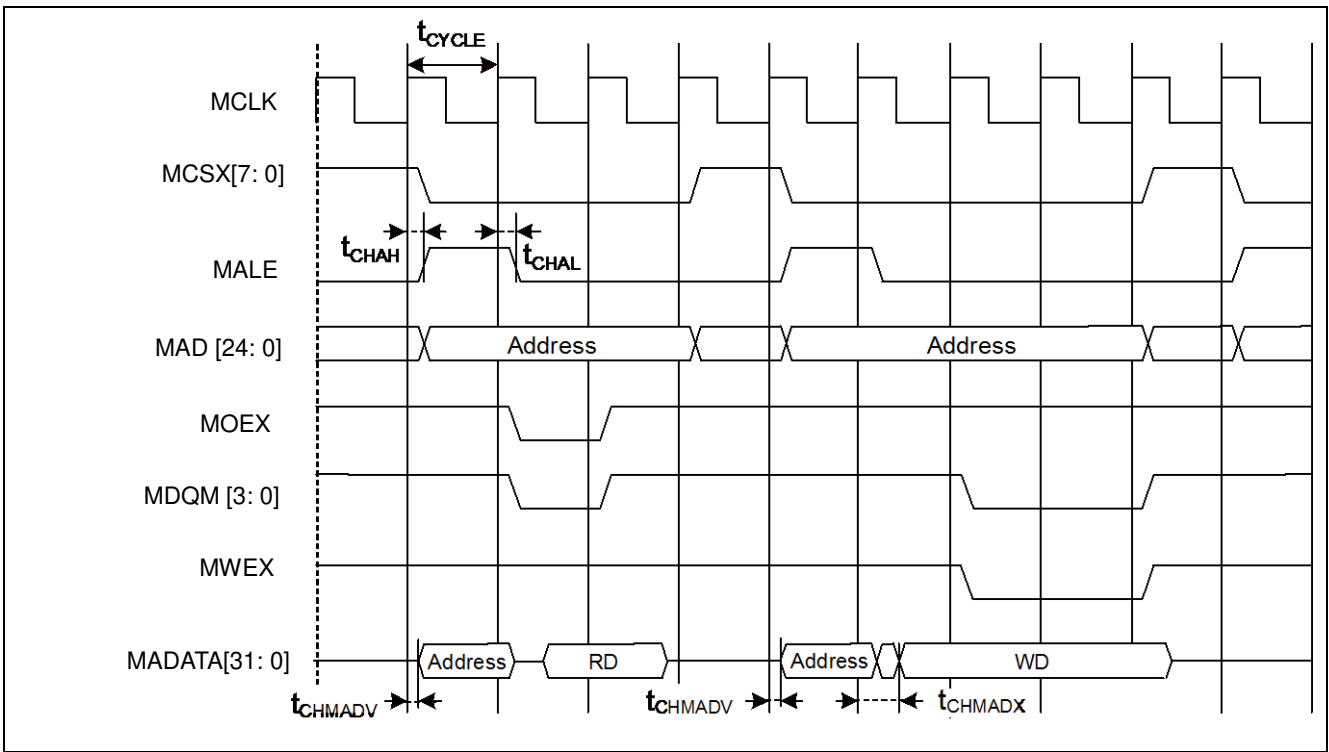 tCYCLE
MCLK
MCSX[7: 0]
tCHAH
tCHAL
MALE
MAD [24: 0]
Address
Address
MOEX
MDQM [3: 0]
MWEX
MADATA[31: 0]
Address
RD
Address
WD
tCHMADV
tCHMADV
tCHMADX